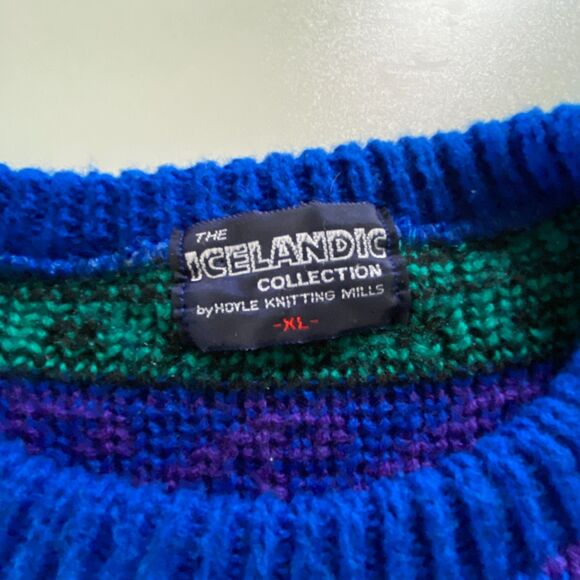 THE
ICELANDIC
COLLECTION
by HOYLE KNITTING MILLS
-XL-